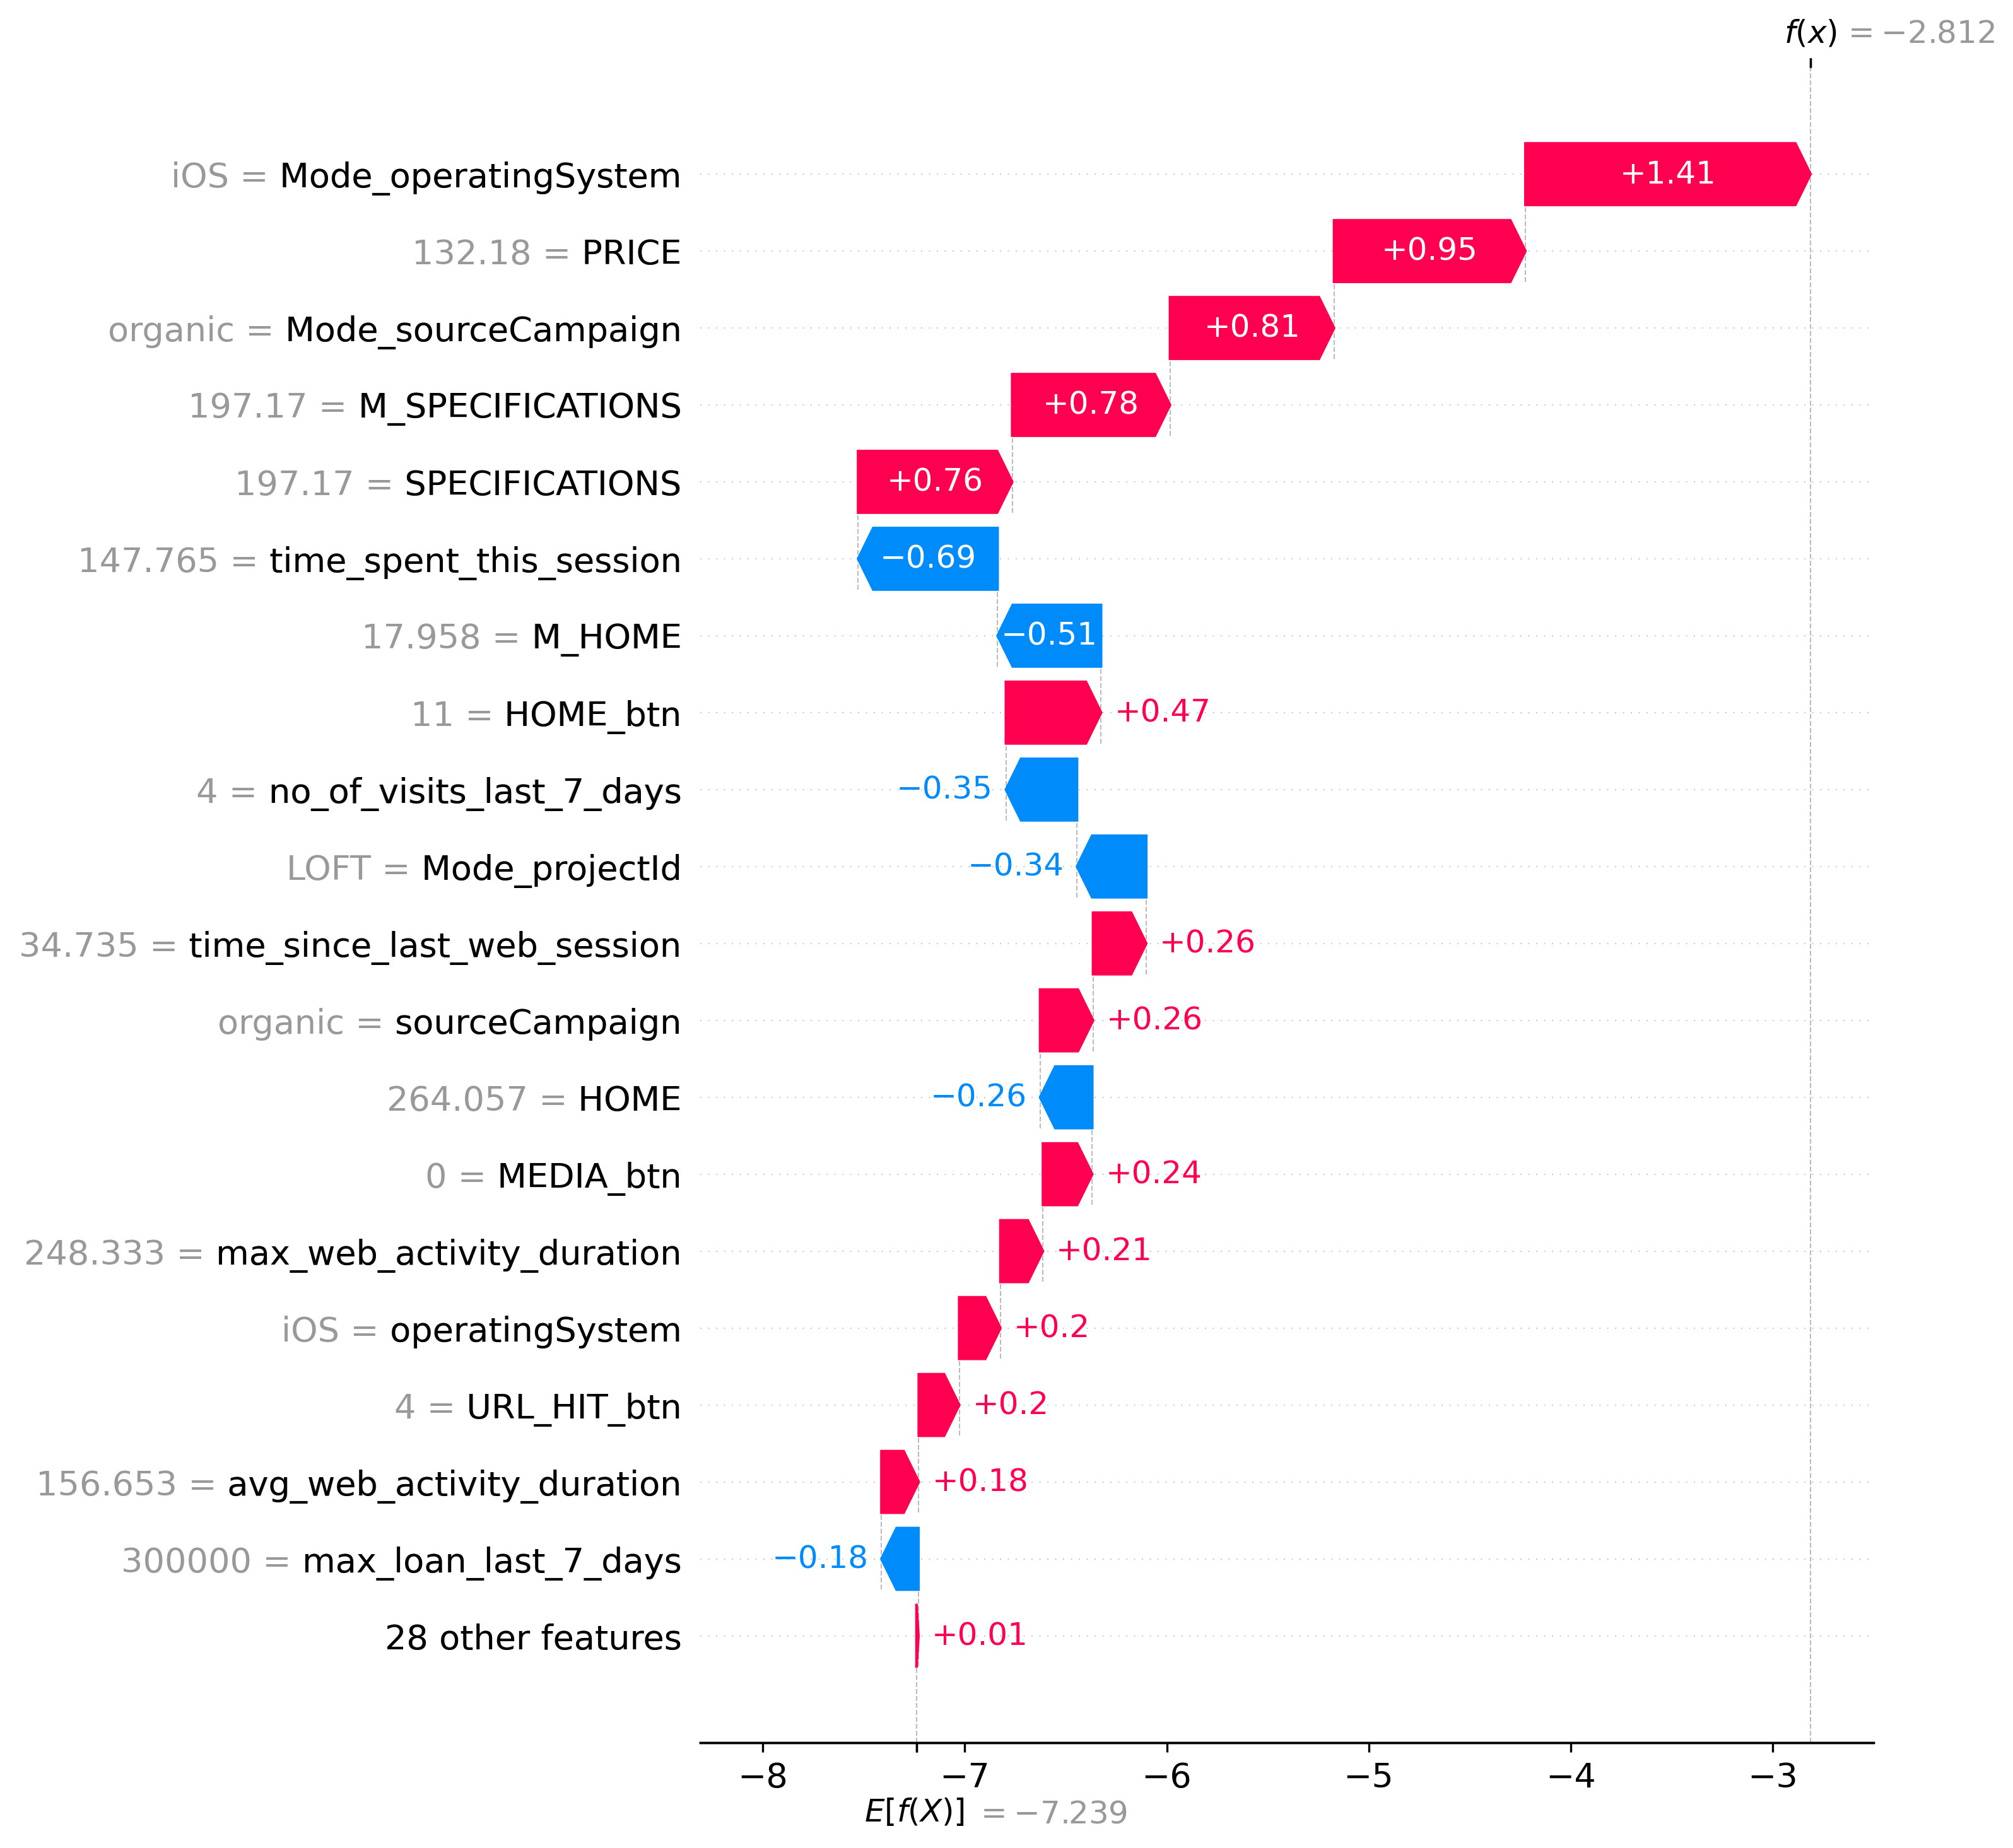 f(x) = −2.812
iOS = Mode_operatingSystem +1.41
132.18 = PRICE +0.95
organic = Mode_sourceCampaign +0.81
197.17 = M_SPECIFICATIONS +0.78
197.17 = SPECIFICATIONS +0.76
147.765 = time_spent_this_session −0.69
17.958 = M_HOME −0.51
11 = HOME_btn +0.47
4 = no_of_visits_last_7_days −0.35
LOFT = Mode_projectId −0.34
34.735 = time_since_last_web_session +0.26
organic = sourceCampaign +0.26
264.057 = HOME −0.26
0 = MEDIA_btn +0.24
248.333 = max_web_activity_duration +0.21
iOS = operatingSystem +0.2
4 = URL_HIT_btn +0.2
156.653 = avg_web_activity_duration +0.18
300000 = max_loan_last_7_days −0.18
28 other features +0.01
−8 −7 −6 −5 −4 −3
E[f(X)] = −7.239